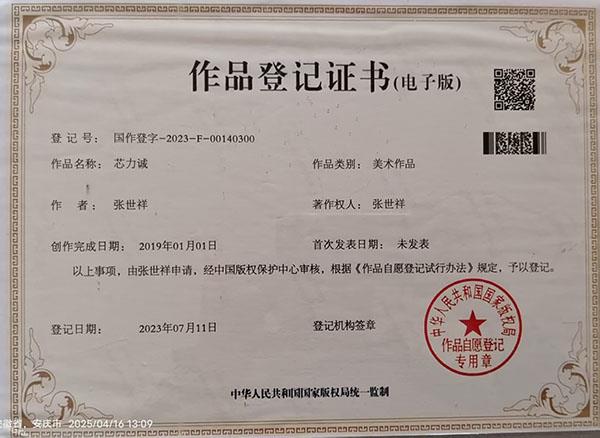 作品登记证书(电子版)
登 记 号: 国作登字-2023-F-00140300
作品名称: 芯力诚 作品类别: 美术作品
作 者: 张世祥 著作权人: 张世祥
创作完成日期: 2019年01月01日 首次发表日期: 未发表
以上事项,由张世祥申请,经中国版权保护中心审核,根据《作品自愿登记试行办法》规定,予以登记。
登记日期: 2023年07月11日 登记机构签章
中华人民共和国国家版权局
作品自愿登记
专用章
中华人民共和国国家版权局统一监制
安徽省, 安庆市 2025/04/16 13:09